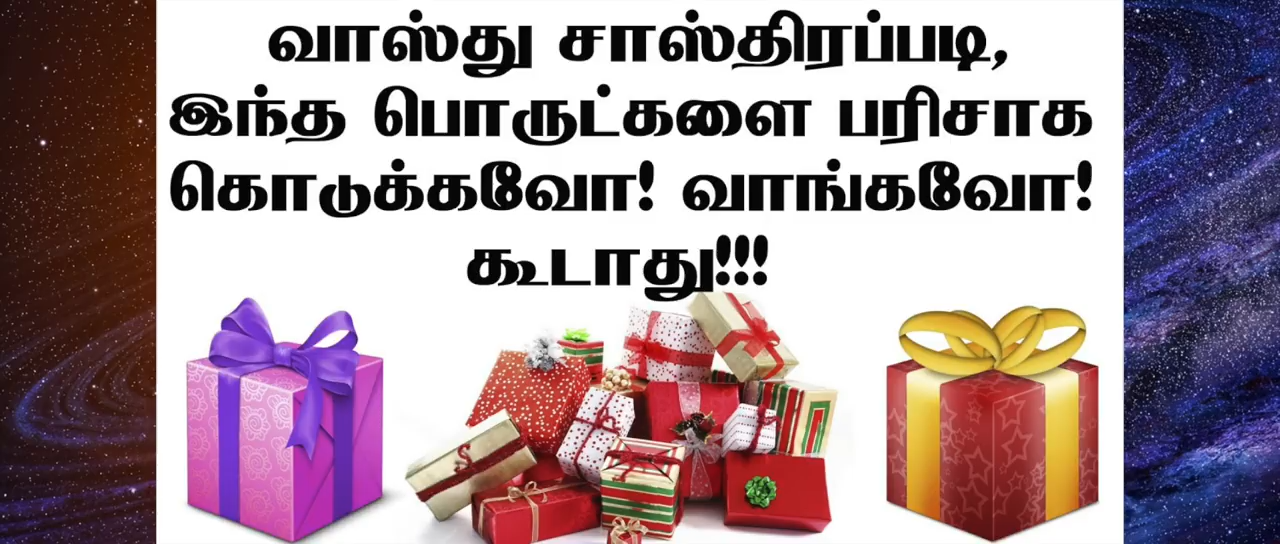 வாஸ்து சாஸ்திரப்படி,
இந்த பொருட்களை பரிசாக
கொடுக்கவோ! வாங்கவோ!
கூடாது!!!